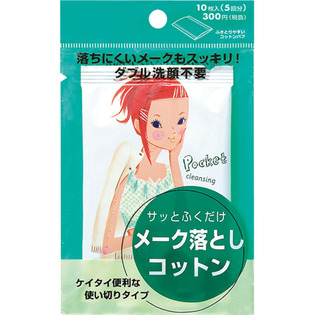 10枚入(5回分)
300円(税抜)
ふきとりやすい
コットンパフ
落ちにくいメークもスッキリ!
ダブル洗顔不要
Pocket
cleansing
サッとふくだけ
メーク落とし
コットン
ケイタイ便利な
使い切りタイプ